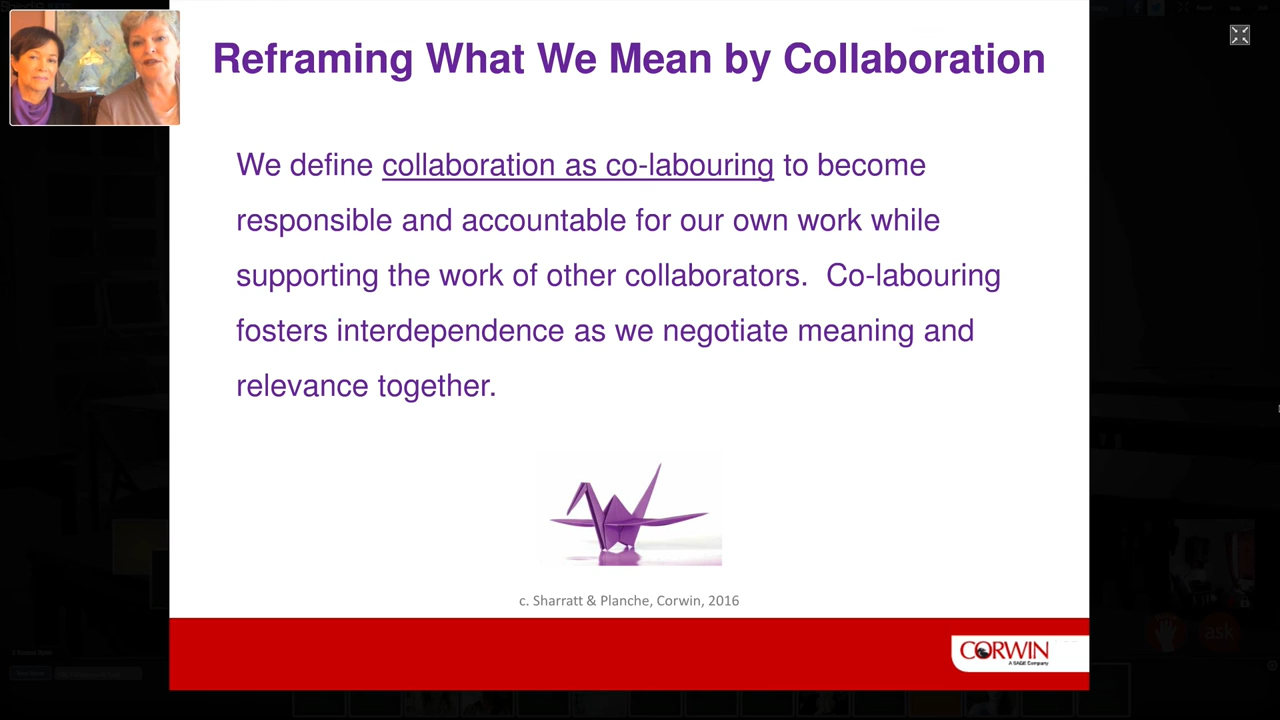 Reframing What We Mean by Collaboration
We define collaboration as co-labouring to become
responsible and accountable for our own work while
supporting the work of other collaborators. Co-labouring
fosters interdependence as we negotiate meaning and
relevance together.
c. Sharratt & Planche, Corwin, 2016
CORWIN
A SAGE Company
ask